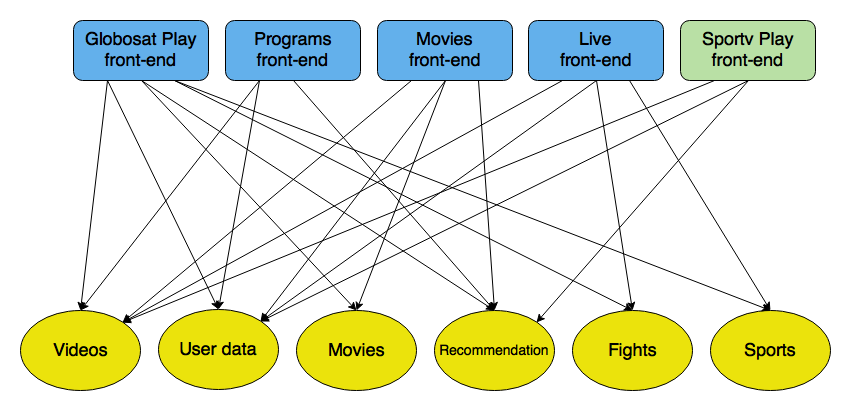 Globosat Play
front-end
Programs
front-end
Movies
front-end
Live
front-end
Sportv Play
front-end
Videos
User data
Movies
Recommendation
Fights
Sports